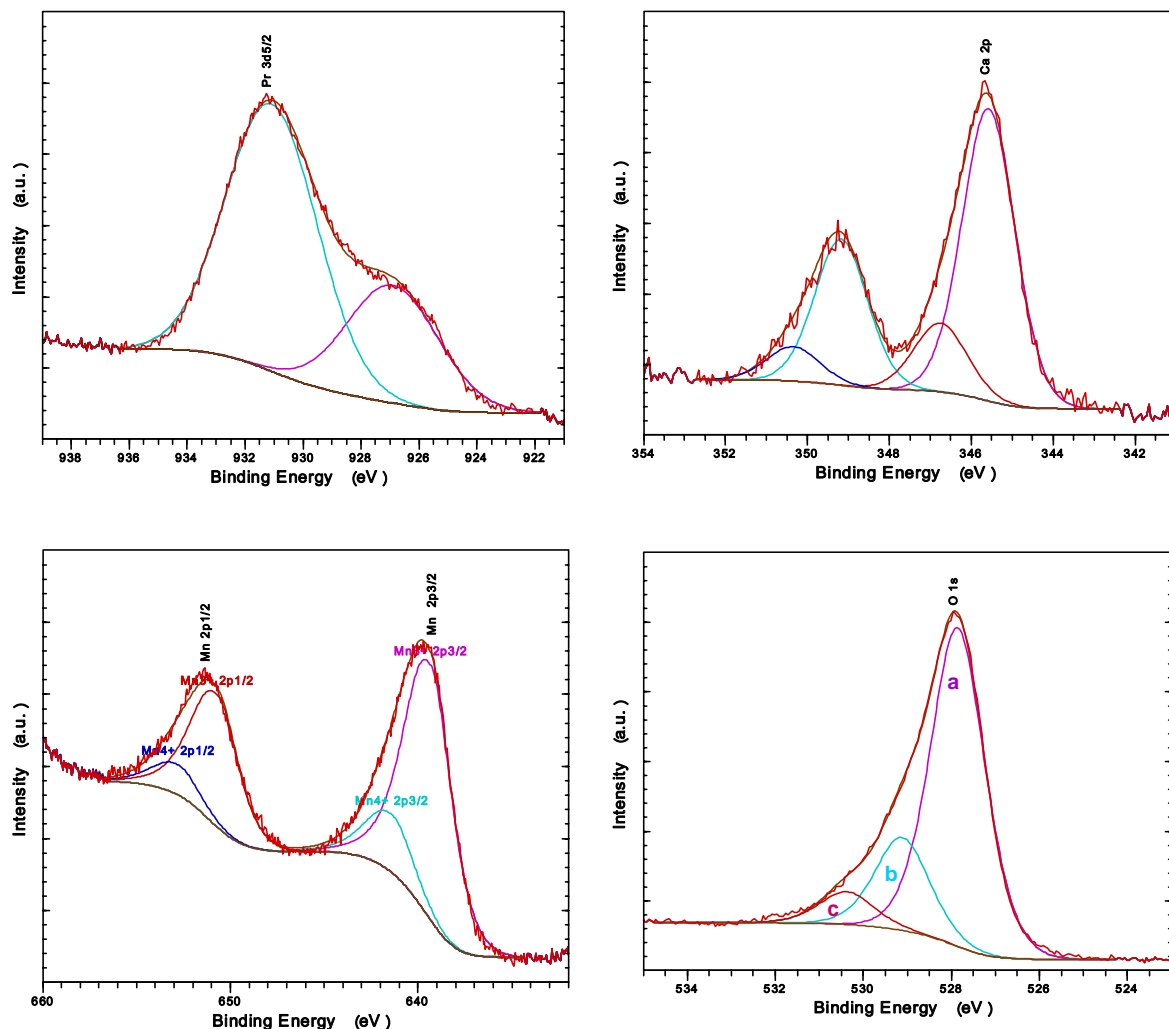 Pr 3d5/2
Intensity (a.u.)
938 936 934 932 930 928 926 924 922
Binding Energy (eV)
Ca 2p
Intensity (a.u.)
354 352 350 348 346 344 342
Binding Energy (eV)
Mn 2p1/2
Mn 2p3/2
Mn3+ 2p3/2
Mn3+ 2p1/2
Mn4+ 2p1/2
Mn4+ 2p3/2
Intensity (a.u.)
660 650 640
Binding Energy (eV)
O 1s
a
b
c
Intensity (a.u.)
534 532 530 528 526 524
Binding Energy (eV)